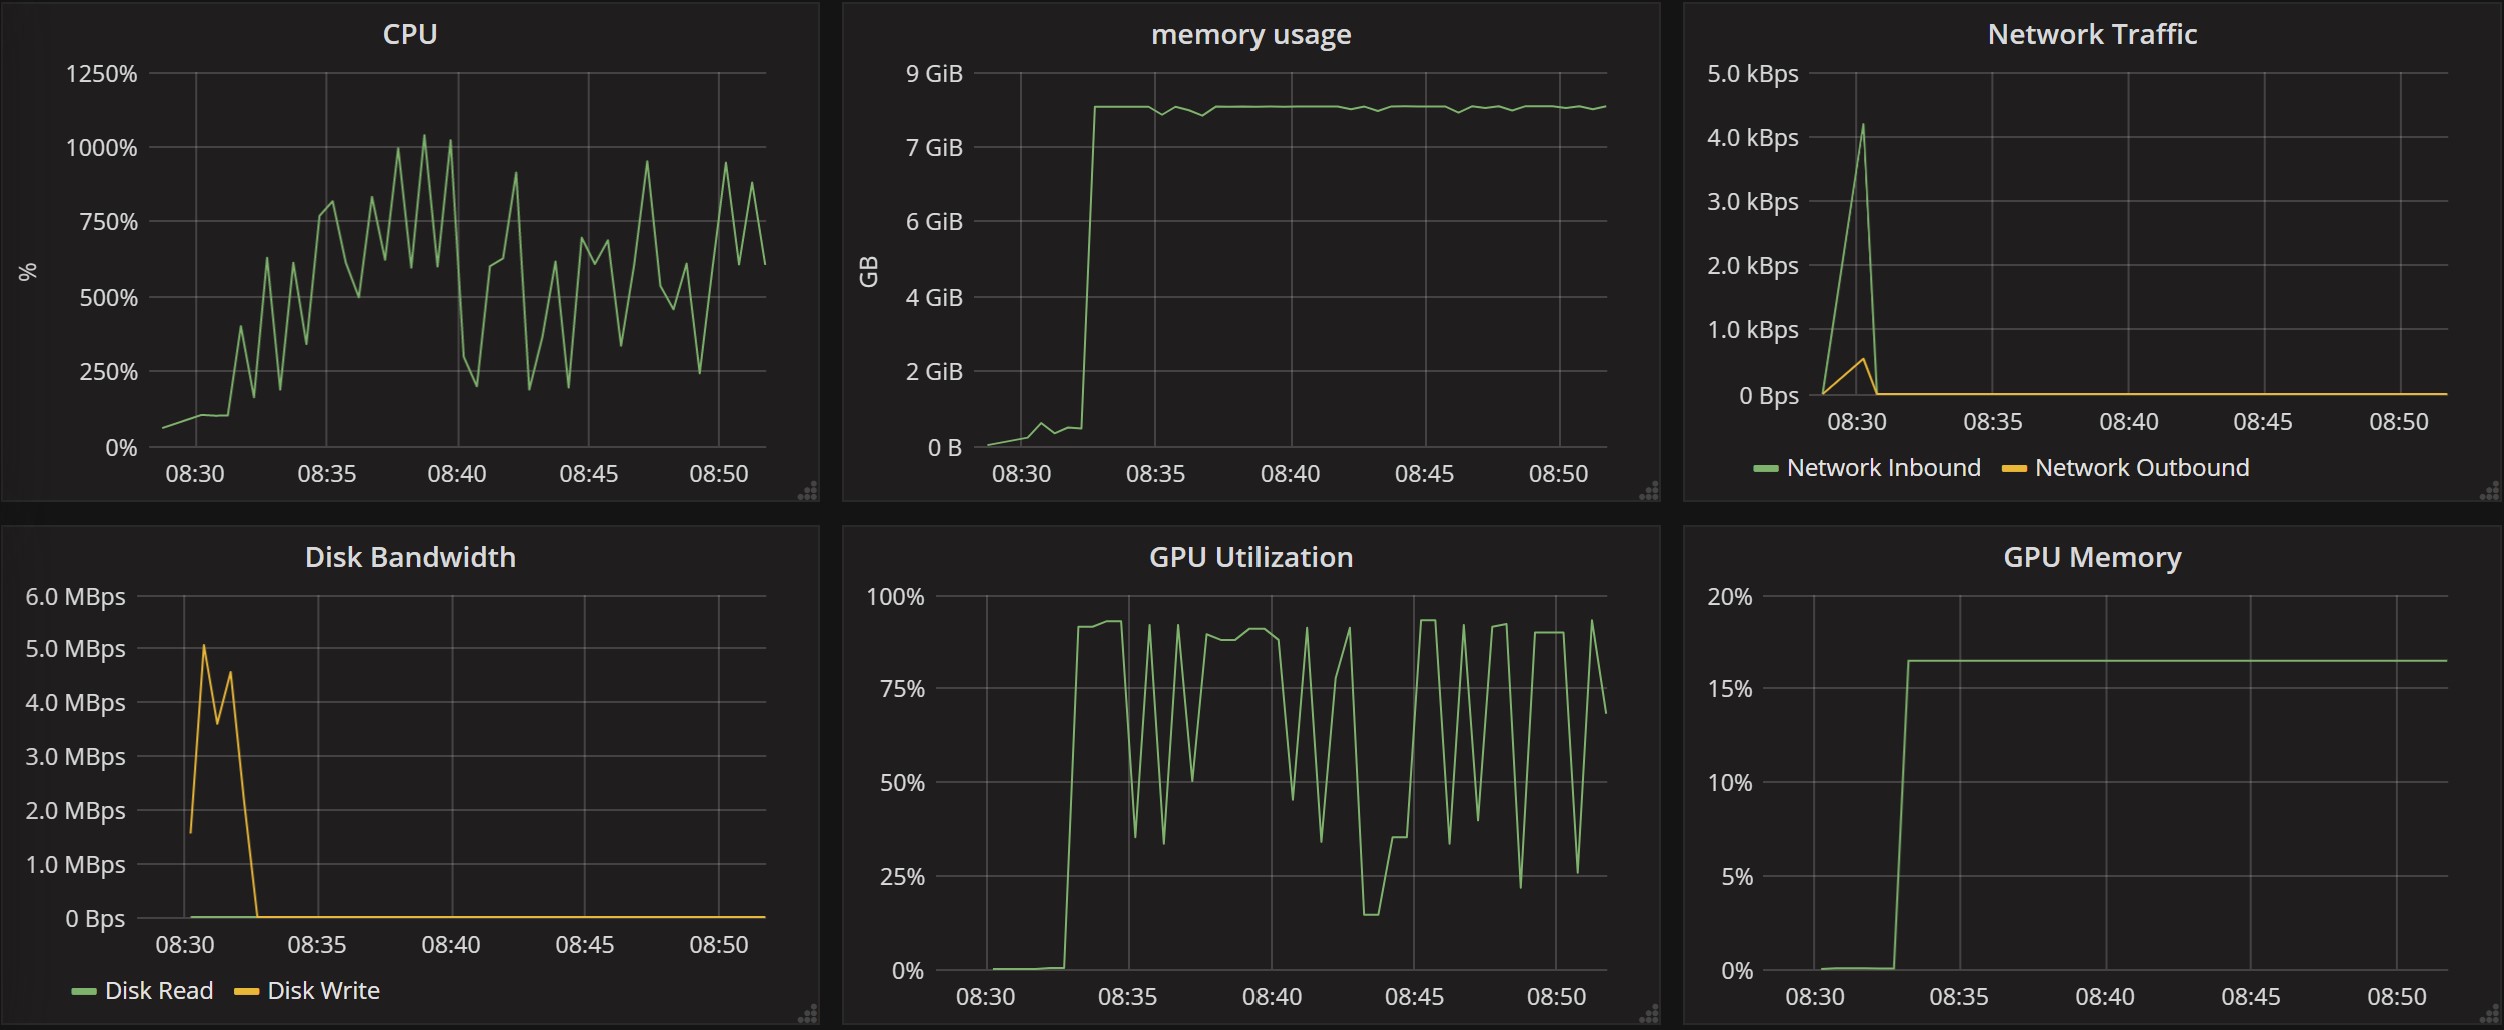 CPU
1250%
1000%
750%
500%
250%
0%
%
08:30 08:35 08:40 08:45 08:50
memory usage
9 GiB
7 GiB
6 GiB
4 GiB
2 GiB
0 B
GB
08:30 08:35 08:40 08:45 08:50
Network Traffic
5.0 kBps
4.0 kBps
3.0 kBps
2.0 kBps
1.0 kBps
0 Bps
08:30 08:35 08:40 08:45 08:50
Network Inbound Network Outbound
Disk Bandwidth
6.0 MBps
5.0 MBps
4.0 MBps
3.0 MBps
2.0 MBps
1.0 MBps
0 Bps
08:30 08:35 08:40 08:45 08:50
Disk Read Disk Write
GPU Utilization
100%
75%
50%
25%
0%
08:30 08:35 08:40 08:45 08:50
GPU Memory
20%
15%
10%
5%
0%
08:30 08:35 08:40 08:45 08:50